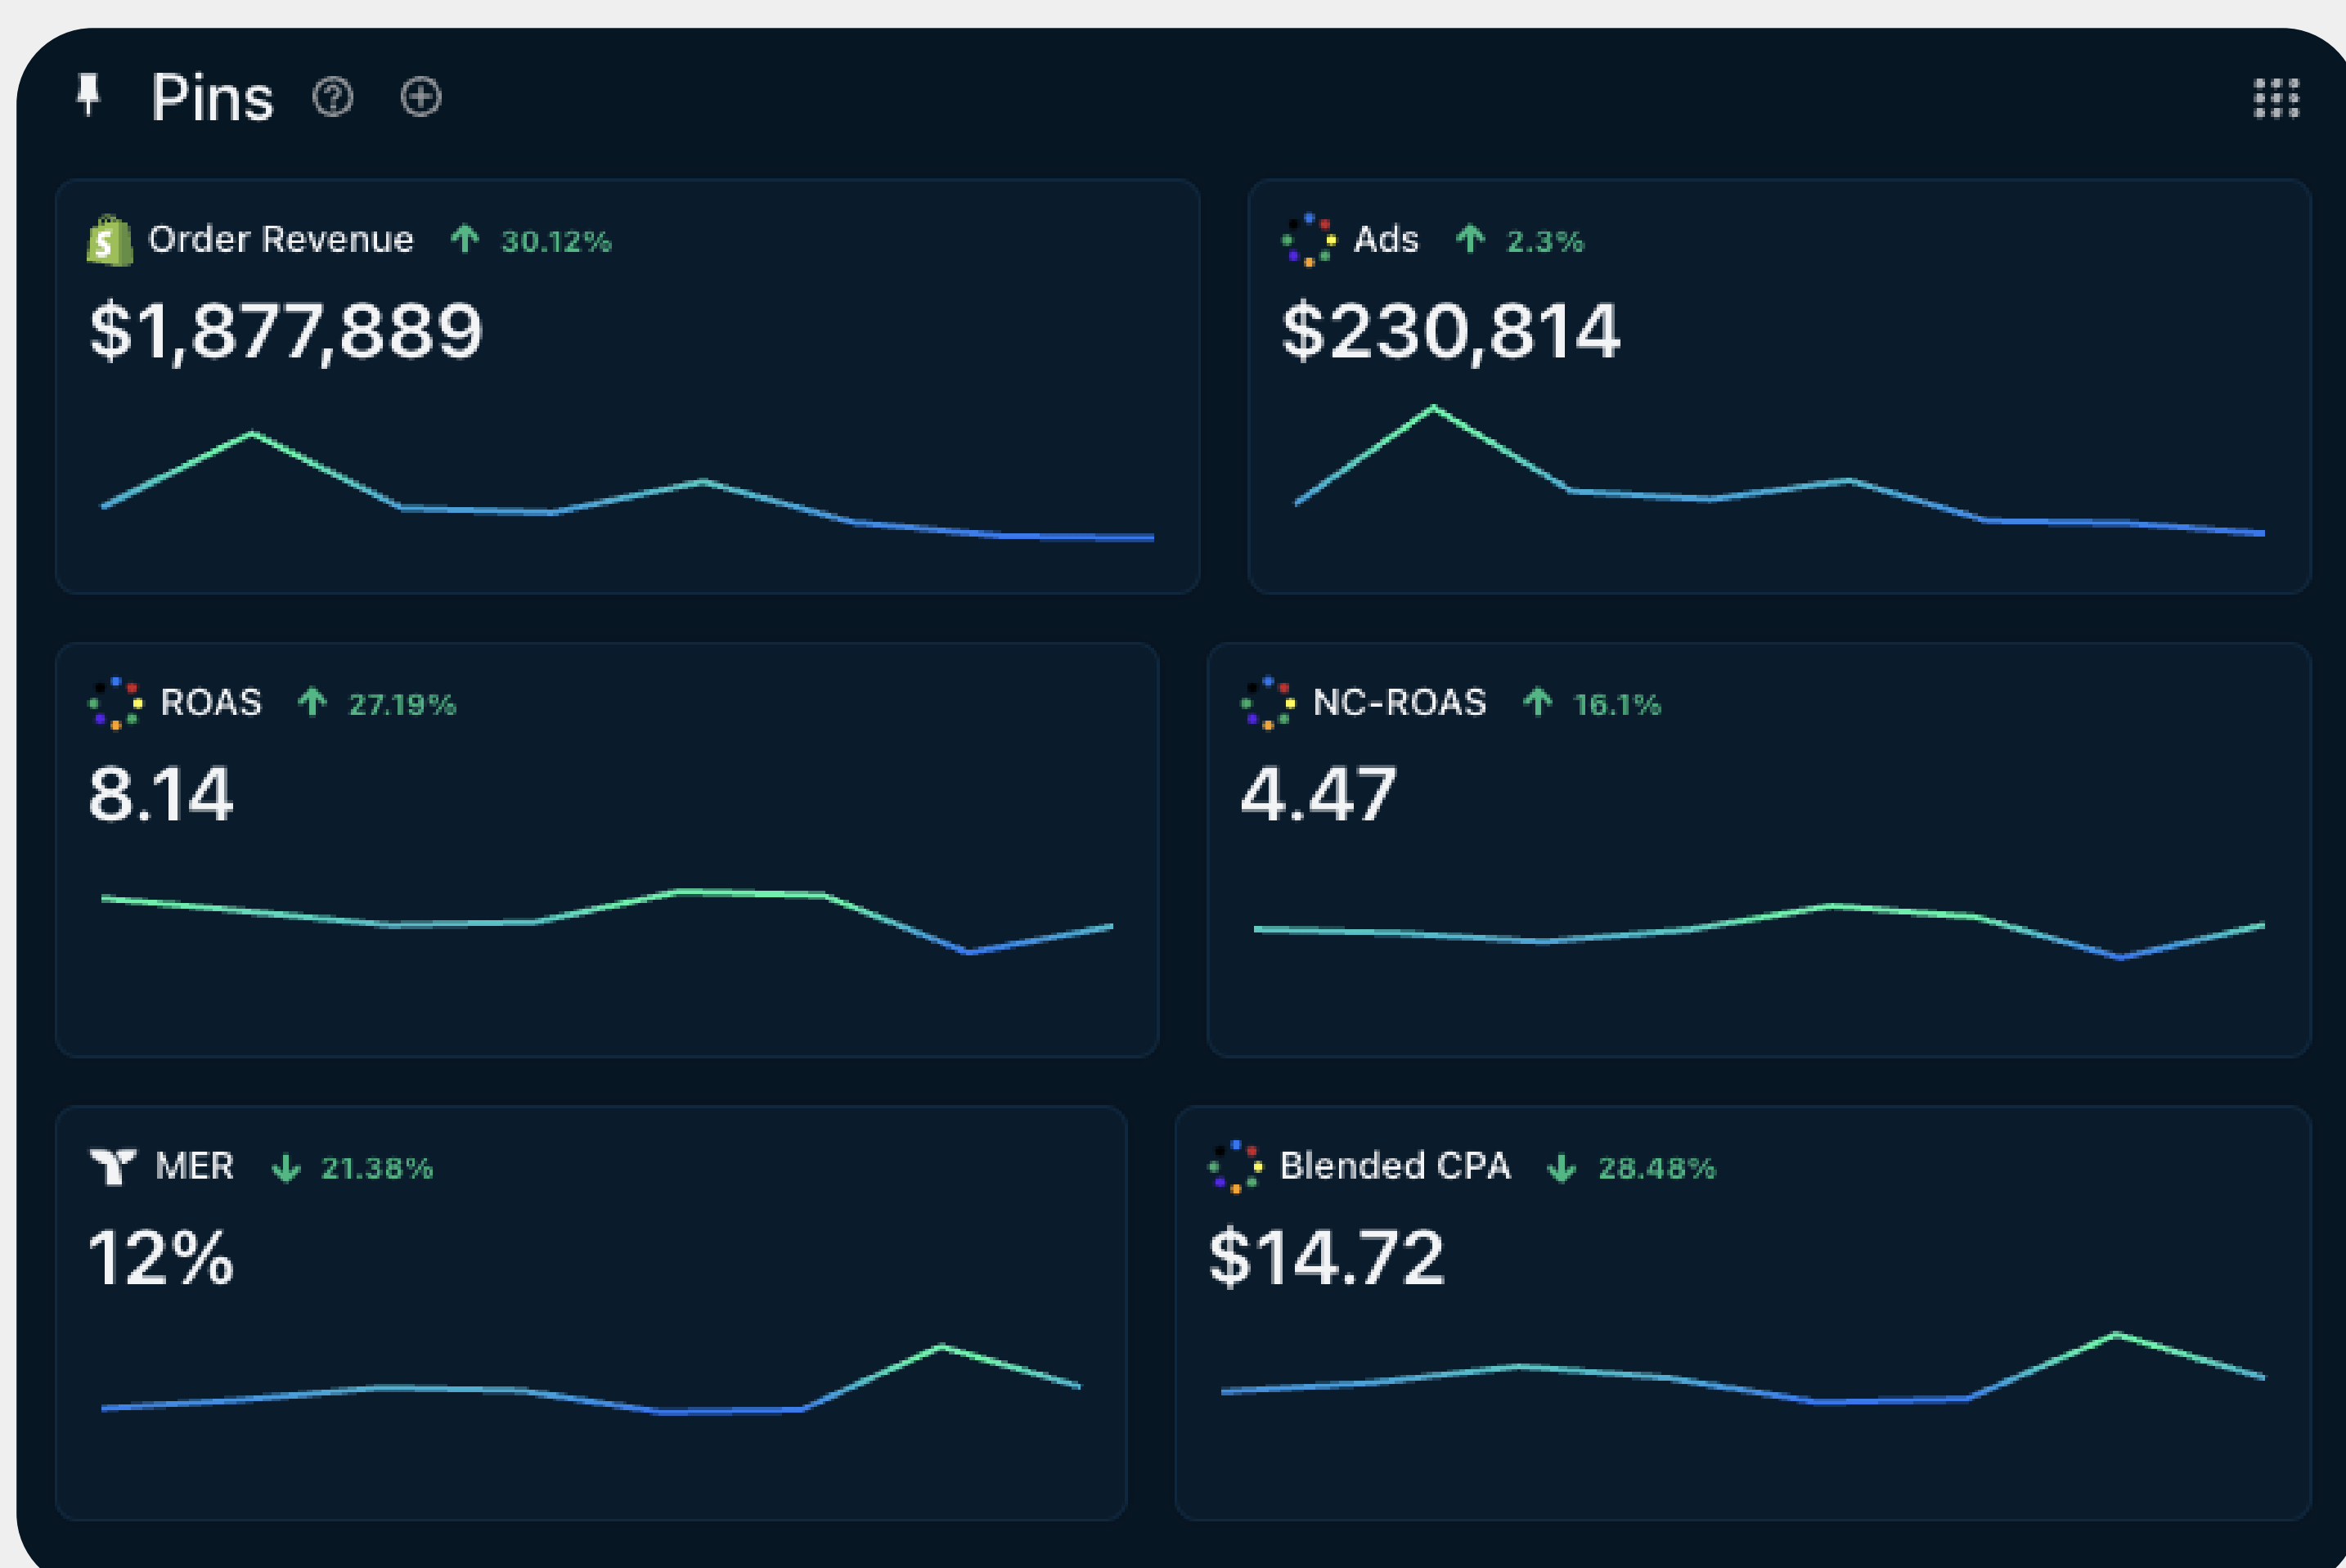 Pins
Order Revenue 30.12%
$1,877,889
Ads 2.3%
$230,814
ROAS 27.19%
8.14
NC-ROAS 16.1%
4.47
MER 21.38%
12%
Blended CPA 28.48%
$14.72